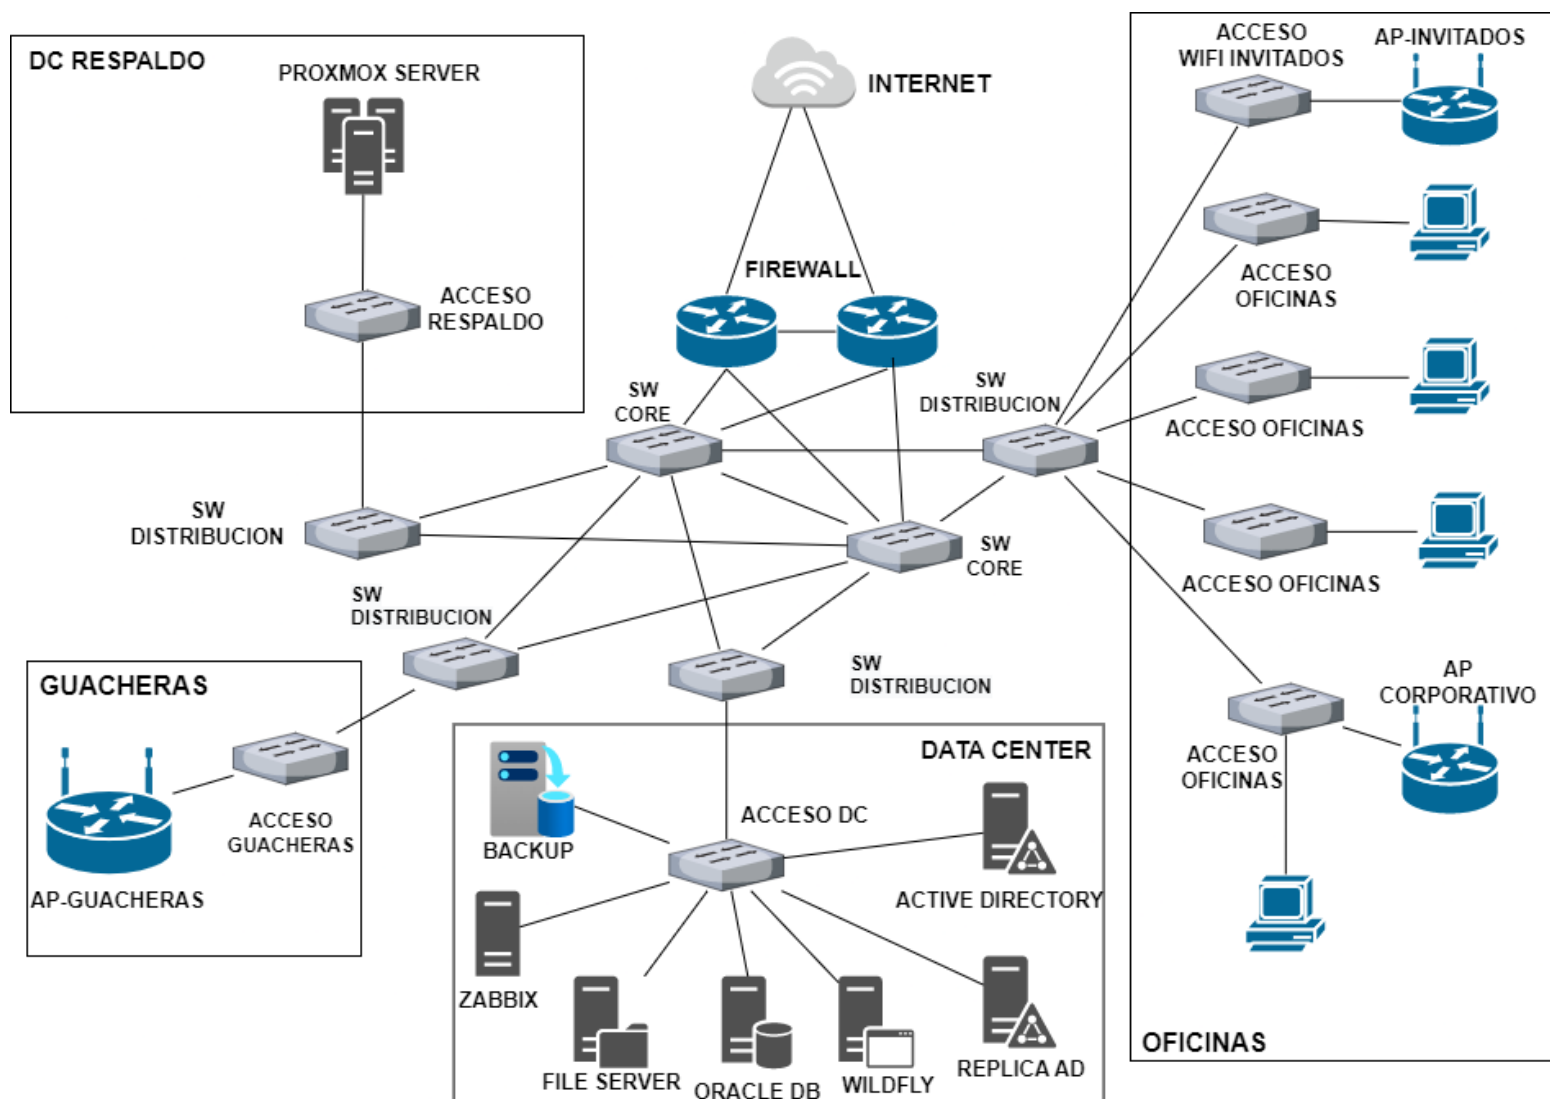 DC RESPALDO
PROXMOX SERVER
ACCESO
RESPALDO
INTERNET
FIREWALL
ACCESO
WIFI INVITADOS
AP-INVITADOS
ACCESO
OFICINAS
ACCESO OFICINAS
ACCESO OFICINAS
AP
CORPORATIVO
ACCESO
OFICINAS
OFICINAS
SW
CORE
SW
DISTRIBUCION
SW
DISTRIBUCION
SW
CORE
SW
DISTRIBUCION
SW
DISTRIBUCION
GUACHERAS
ACCESO
GUACHERAS
AP-GUACHERAS
DATA CENTER
ACCESO DC
BACKUP
ACTIVE DIRECTORY
ZABBIX
FILE SERVER
ORACLE DB
WILDFLY
REPLICA AD